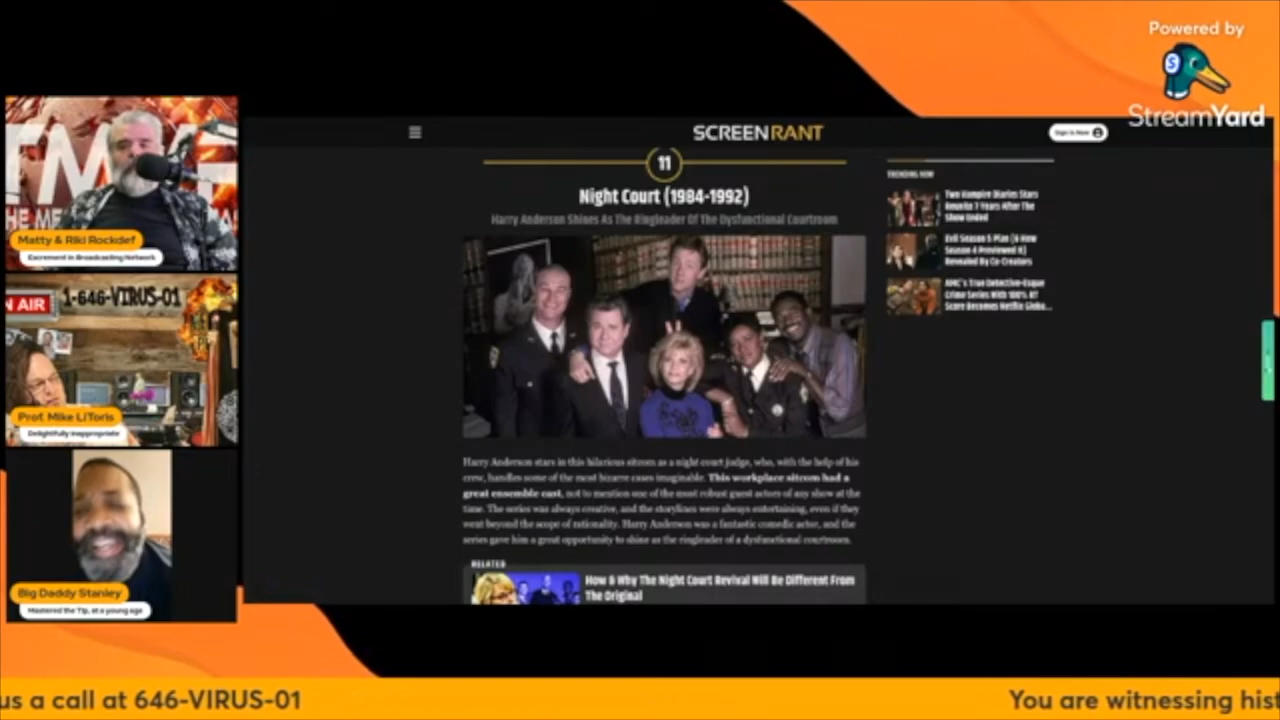 Powered by
StreamYard
SCREENRANT
Sign In Now
11
Night Court (1984-1992)
Harry Anderson Shines As The Ringleader Of The Dysfunctional Courtroom
TRENDING NOW
Two Vampire Diaries Stars
Reunite 7 Years After The
Show Ended
Evil Season 5 Plan (& How
Season 4 Previewed It)
Revealed By Co-Creators
AMC's True Detective-Esque
Crime Series With 100% RT
Score Becomes Netflix Globa...
Harry Anderson stars in this hilarious sitcom as a night court judge, who, with the help of his
crew, handles some of the most bizarre cases imaginable. This workplace sitcom had a
great ensemble cast, not to mention one of the most robust guest actors of any show at the
time. The series was always creative, and the storylines were always entertaining, even if they
went beyond the scope of rationality. Harry Anderson was a fantastic comedic actor, and the
series gave him a great opportunity to shine as the ringleader of a dysfunctional courtroom.
RELATED
How & Why The Night Court Revival Will Be Different From
The Original
HE ME
Matty & Riki Rockdef
Excrement in Broadcasting Network
N AIR
1-646-VIRUS-01
Prof. Mike LiToris
Delightfully Inappropriate
Big Daddy Stanley
Mastered the Tip, at a young age
us a call at 646-VIRUS-01
You are witnessing hist